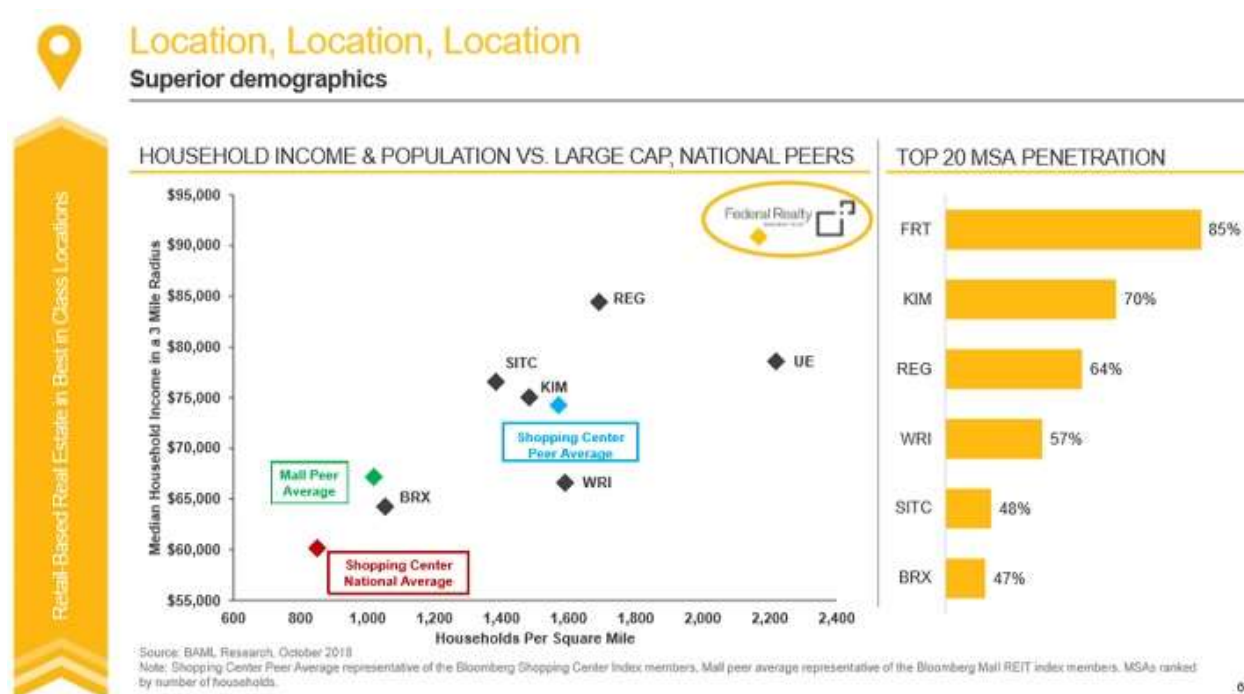 Location, Location, Location
Superior demographics
Retail-Based Real Estate in Best in Class Locations
HOUSEHOLD INCOME & POPULATION VS. LARGE CAP, NATIONAL PEERS
Median Household Income in a 3 Mile Radius
$95,000
$90,000
$85,000
$80,000
$75,000
$70,000
$65,000
$60,000
$55,000
Federal Realty
REG
UE
SITC
KIM
Shopping Center
Peer Average
WRI
Mall Peer
Average
BRX
Shopping Center
National Average
600 800 1,000 1,200 1,400 1,600 1,800 2,000 2,200 2,400
Households Per Square Mile
TOP 20 MSA PENETRATION
FRT 85%
KIM 70%
REG 64%
WRI 57%
SITC 48%
BRX 47%
Source: BAML Research, October 2018
Note: Shopping Center Peer Average representative of the Bloomberg Shopping Center Index members, Mall peer average representative of the Bloomberg Mall REIT index members. MSAs ranked
by number of households.
6